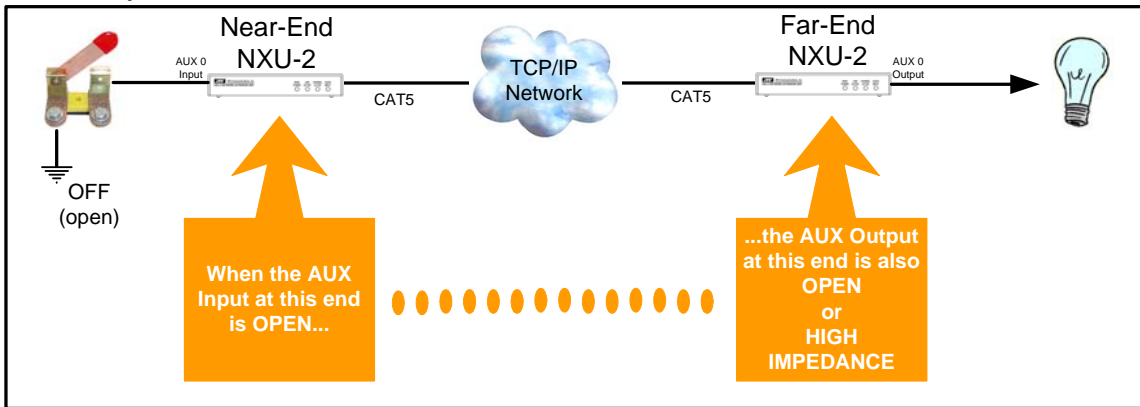 Near-End
NXU-2
Far-End
NXU-2
AUX 0
Input
TCP/IP
Network
AUX 0
Output
CAT5
CAT5
OFF
(open)
When the AUX
Input at this end
is OPEN...
...the AUX Output
at this end is also
OPEN
or
HIGH
IMPEDANCE